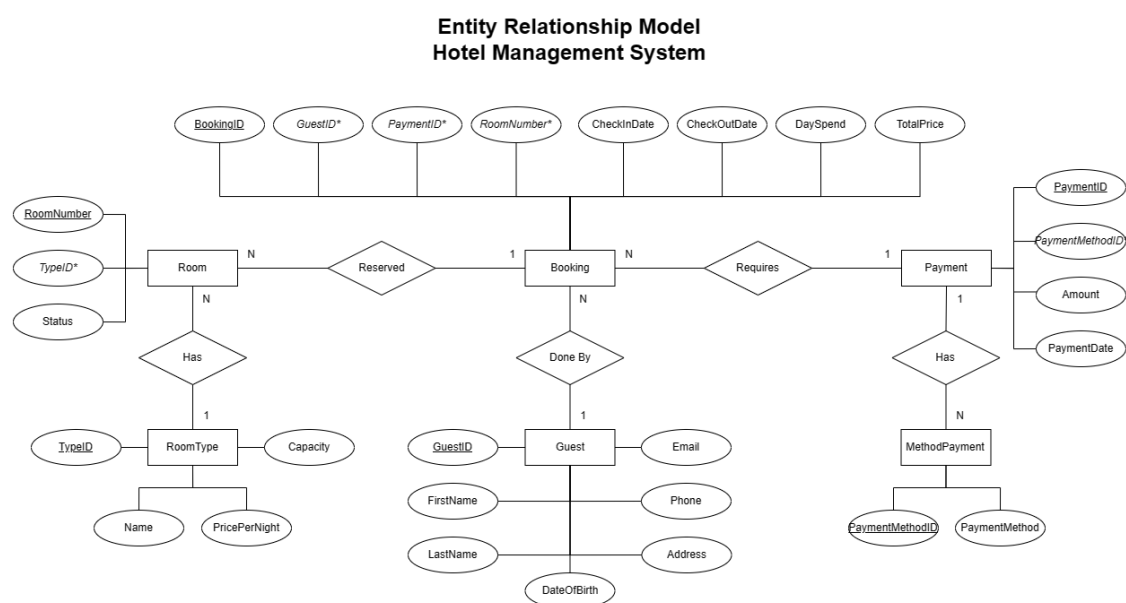 Entity Relationship Model
Hotel Management System
BookingID
GuestID*
PaymentID*
RoomNumber*
CheckInDate
CheckOutDate
DaySpend
TotalPrice
RoomNumber
TypeID*
Status
PaymentID
PaymentMethodID*
Amount
PaymentDate
Room
N
Reserved
1
Booking
N
Requires
1
Payment
N
Has
1
N
Done By
1
1
Has
N
TypeID
RoomType
Capacity
Name
PricePerNight
GuestID
Guest
Email
FirstName
Phone
LastName
Address
DateOfBirth
MethodPayment
PaymentMethodID
PaymentMethod